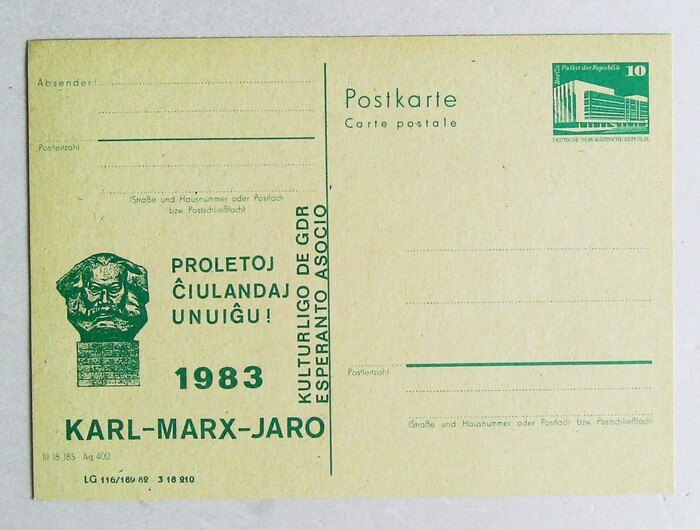 Absender:
Postleitzahl
(Straße und Hausnummer oder Postfach
bzw. Postschließfach)
PROLETOJ
ĈIULANDAJ
UNUIĜU!
1983
KARL-MARX-JARO
KULTURLIGO DE GDR
ESPERANTO ASOCIO
III 18 185 Ag 400
LG 116/189 82 3 18 210
Postkarte
Carte postale
Berlin Palast der Republik 10
DEUTSCHE DEMOKRATISCHE REPUBLIK
Postleitzahl
(Straße und Hausnummer oder Postfach bzw. Postschließfach)